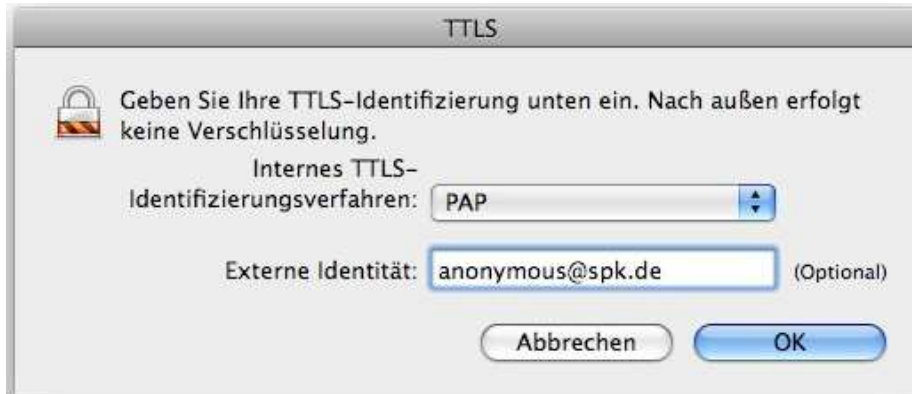 TTLS
Geben Sie Ihre TTLS-Identifizierung unten ein. Nach außen erfolgt
keine Verschlüsselung.
Internes TTLS-
Identifizierungsverfahren: PAP
Externe Identität: anonymous@spk.de (Optional)
Abbrechen OK